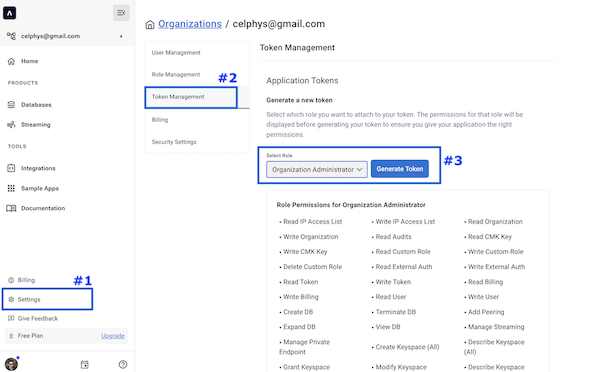 Organizations / celphys@gmail.com
celphys@gmail.com
Home
PRODUCTS
Databases
Streaming
TOOLS
Integrations
Sample Apps
Documentation
#1
Billing
Settings
Give Feedback
Free Plan
Upgrade
User Management
Role Management
#2
Token Management
Billing
Security Settings
Token Management
Application Tokens
Generate a new token
Select which role you want to attach to your token. The permissions for that role will be
displayed before generating your token to ensure you give your application the right
permissions.
Select Role
Organization Administrator
Generate Token
#3
Role Permissions for Organization Administrator
• Read IP Access List • Write IP Access List • Read Organization
• Write Organization • Read Audits • Read CMK Key
• Write CMK Key • Read Custom Role • Write Custom Role
• Delete Custom Role • Read External Auth • Write External Auth
• Read Token • Write Token • Read Billing
• Write Billing • Read User • Write User
• Create DB • Terminate DB • Add Peering
• Expand DB • View DB • Manage Streaming
• Manage Private Endpoint • Create Keyspace (All) • Describe Keyspace (All)
• Grant Keyspace • Modify Keyspace • Describe Keyspace